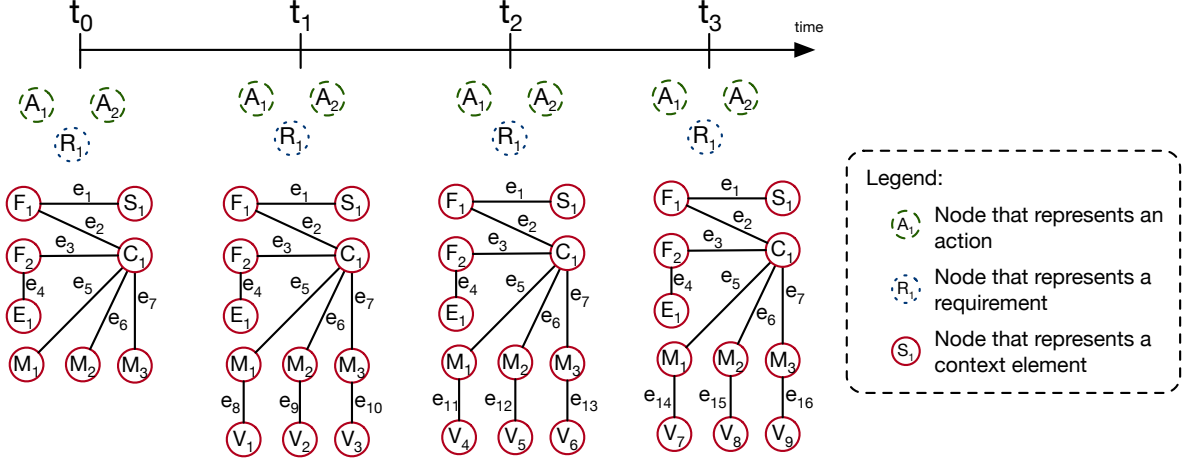 t0 t1 t2 t3 time
A1 A2 A1 A2 A1 A2 A1 A2
R1 R1 R1 R1
F1 e1 S1 F1 e1 S1 F1 e1 S1 F1 e1 S1
e2 e2 e2 e2
F2 e3 C1 F2 e3 C1 F2 e3 C1 F2 e3 C1
e4 e5 e7 e4 e5 e7 e4 e5 e7 e4 e5 e7
E1 e6 E1 e6 E1 e6 E1 e6
M1 M2 M3 M1 M2 M3 M1 M2 M3 M1 M2 M3
e8 e9 e10 e11 e12 e13 e14 e15 e16
V1 V2 V3 V4 V5 V6 V7 V8 V9
Legend:
A1 Node that represents an
action
R1 Node that represents a
requirement
S1 Node that represents a
context element